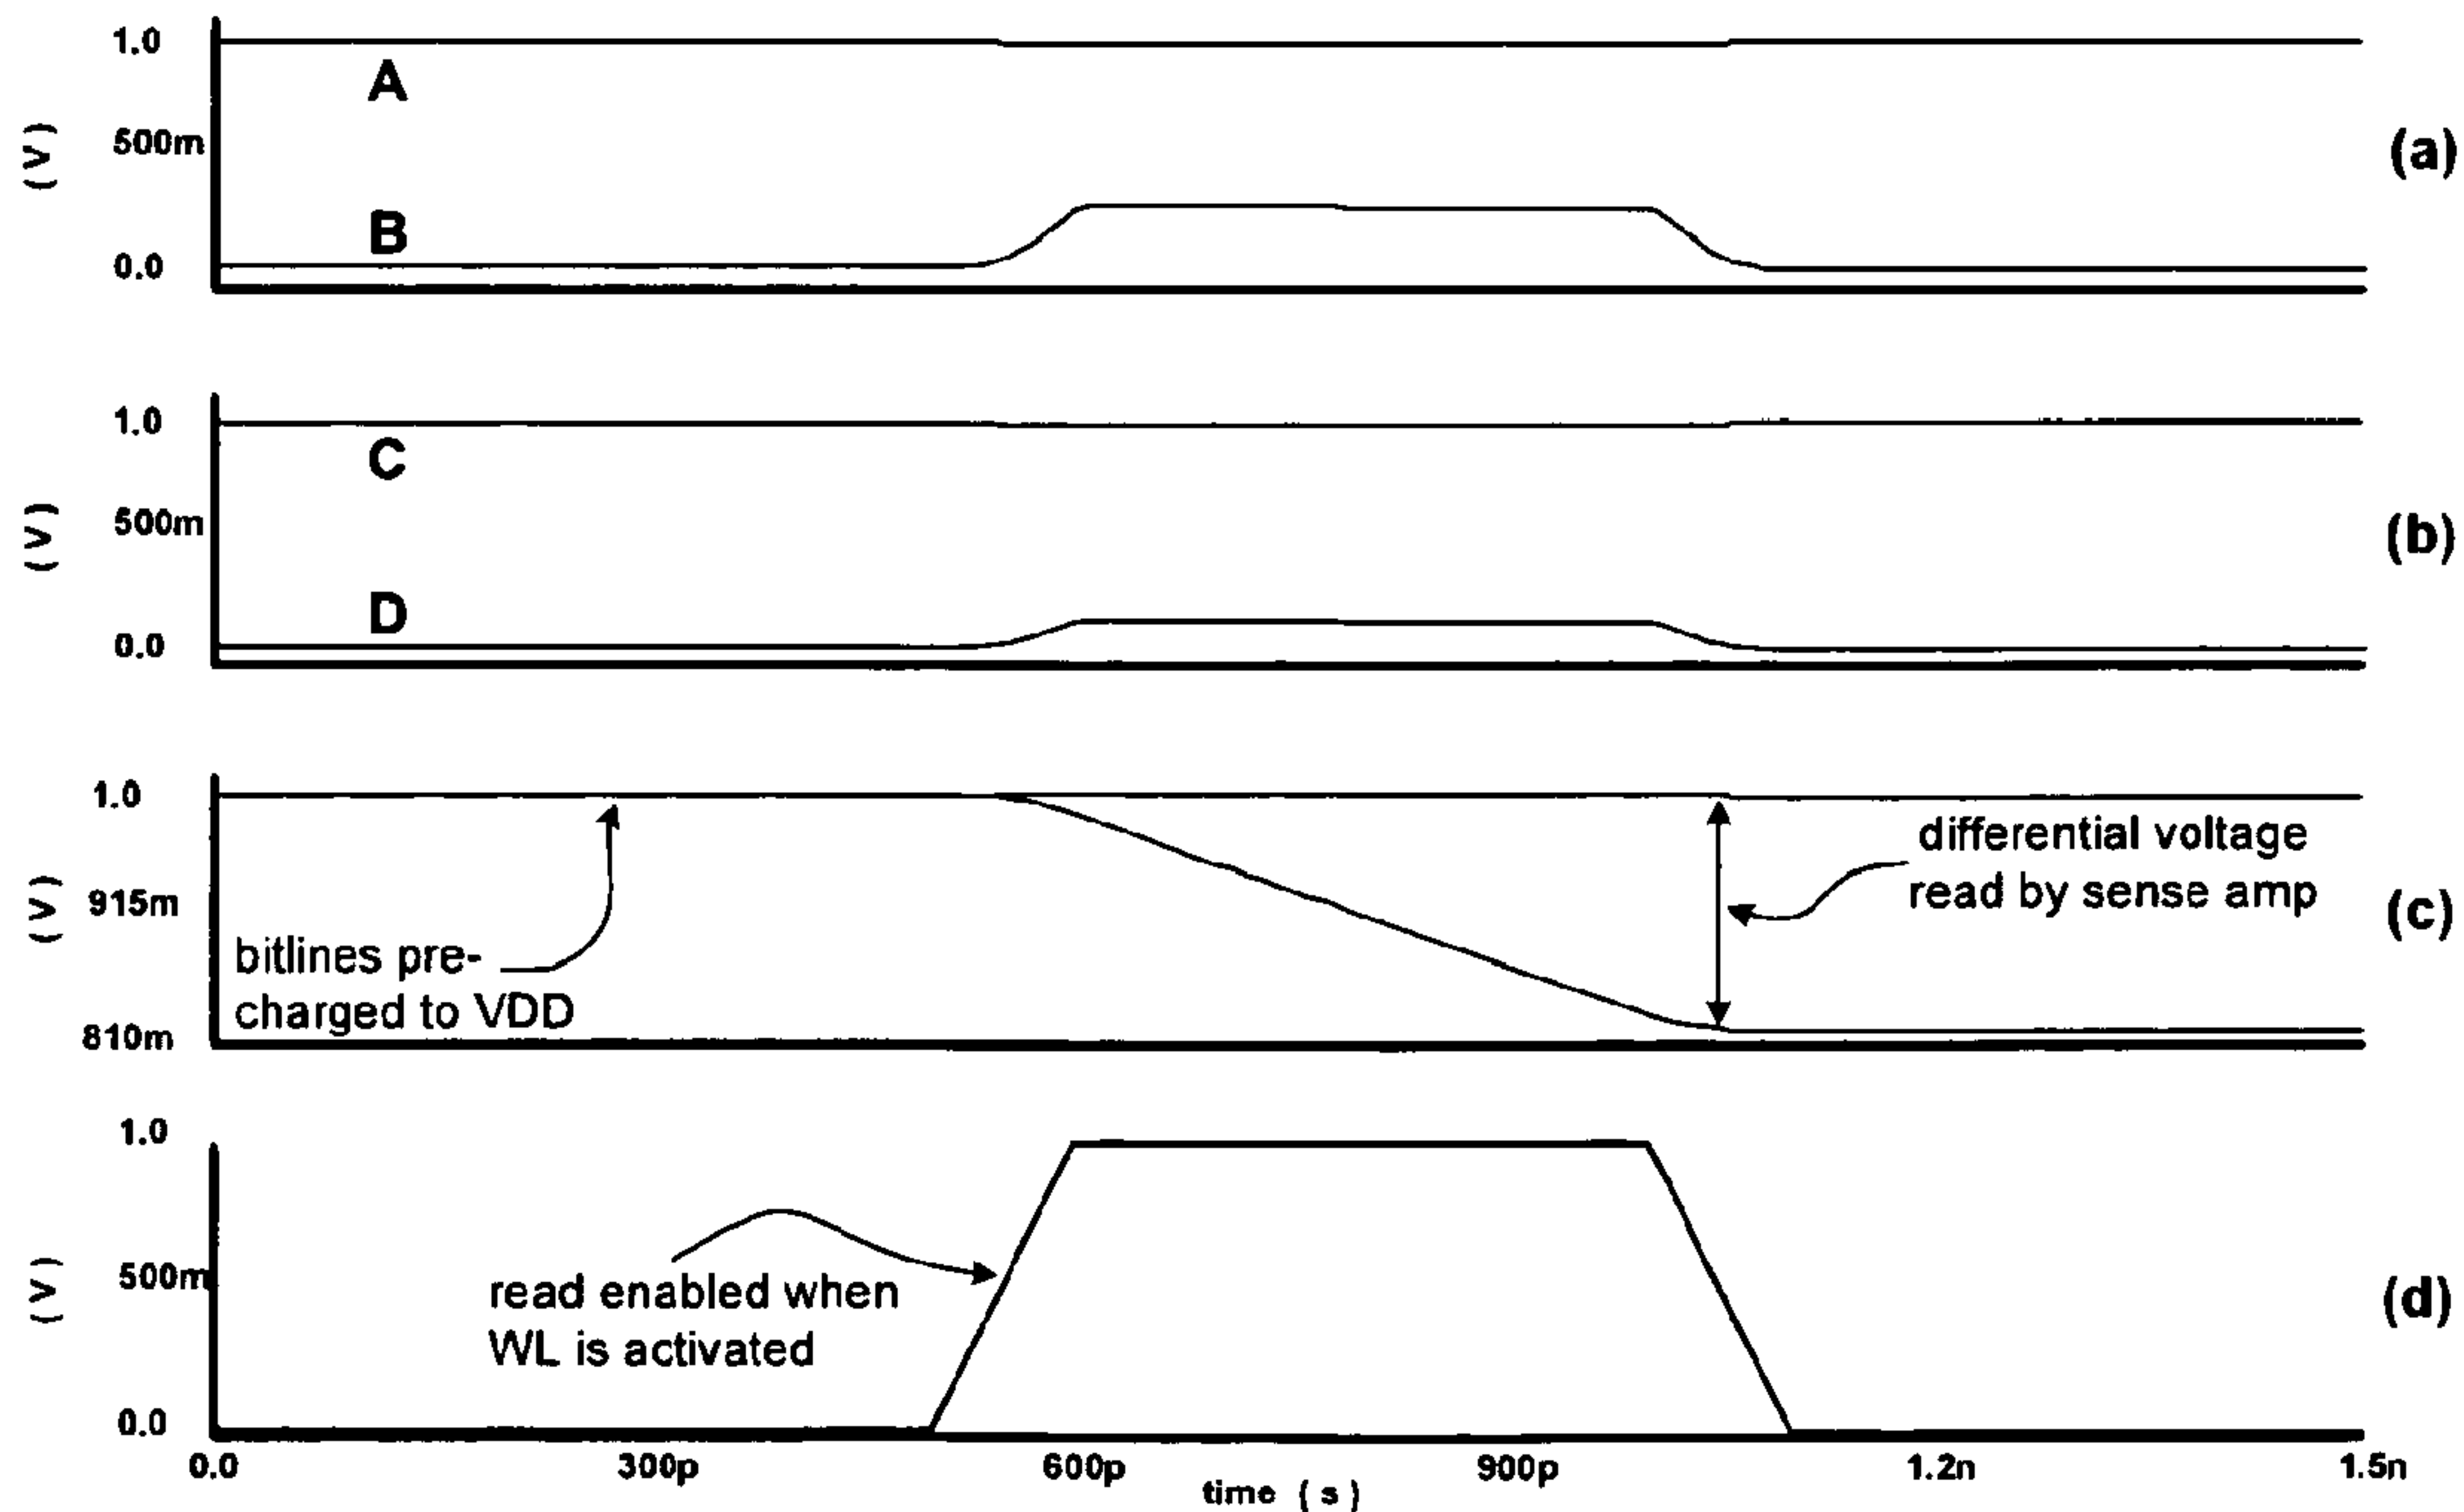 1.0
A
(V)
500m
(a)
B
0.0
1.0
C
(V)
500m
(b)
D
0.0
1.0
differential voltage
read by sense amp
(V)
915m
(c)
bitlines pre-
charged to VDD
810m
1.0
(V)
500m
read enabled when
WL is activated
(d)
0.0
0.0 300p 600p 900p 1.2n 1.5n
time (s)